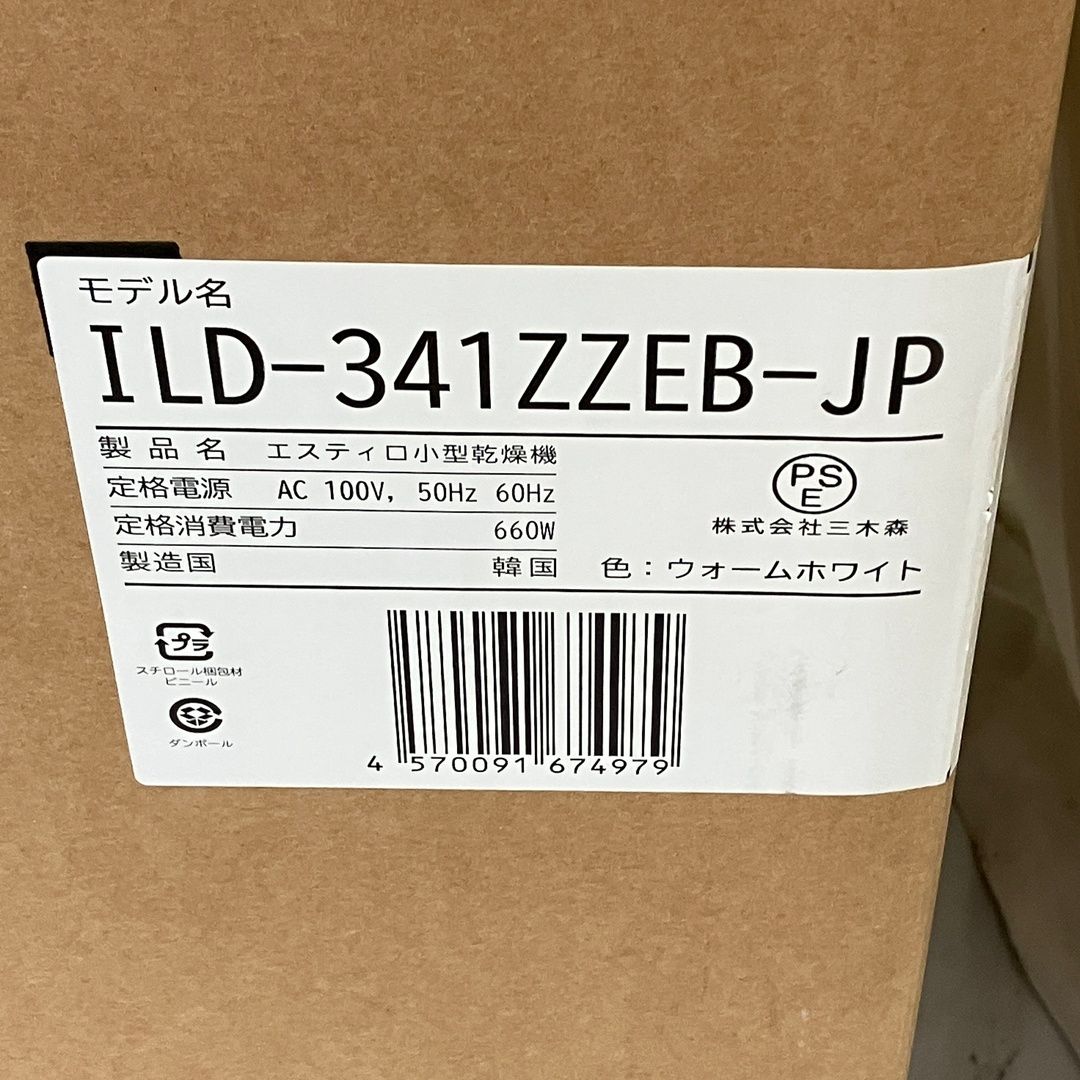 モデル名
ILD-341ZZEB-JP
製品名 エスティロ小型乾燥機
定格電源 AC 100V, 50Hz 60Hz
定格消費電力 660W
製造国 韓国
PS
E
株式会社三木森
色：ウォームホワイト
プラ
スチロール梱包材
ビニール
ダンボール
4 570091 674979